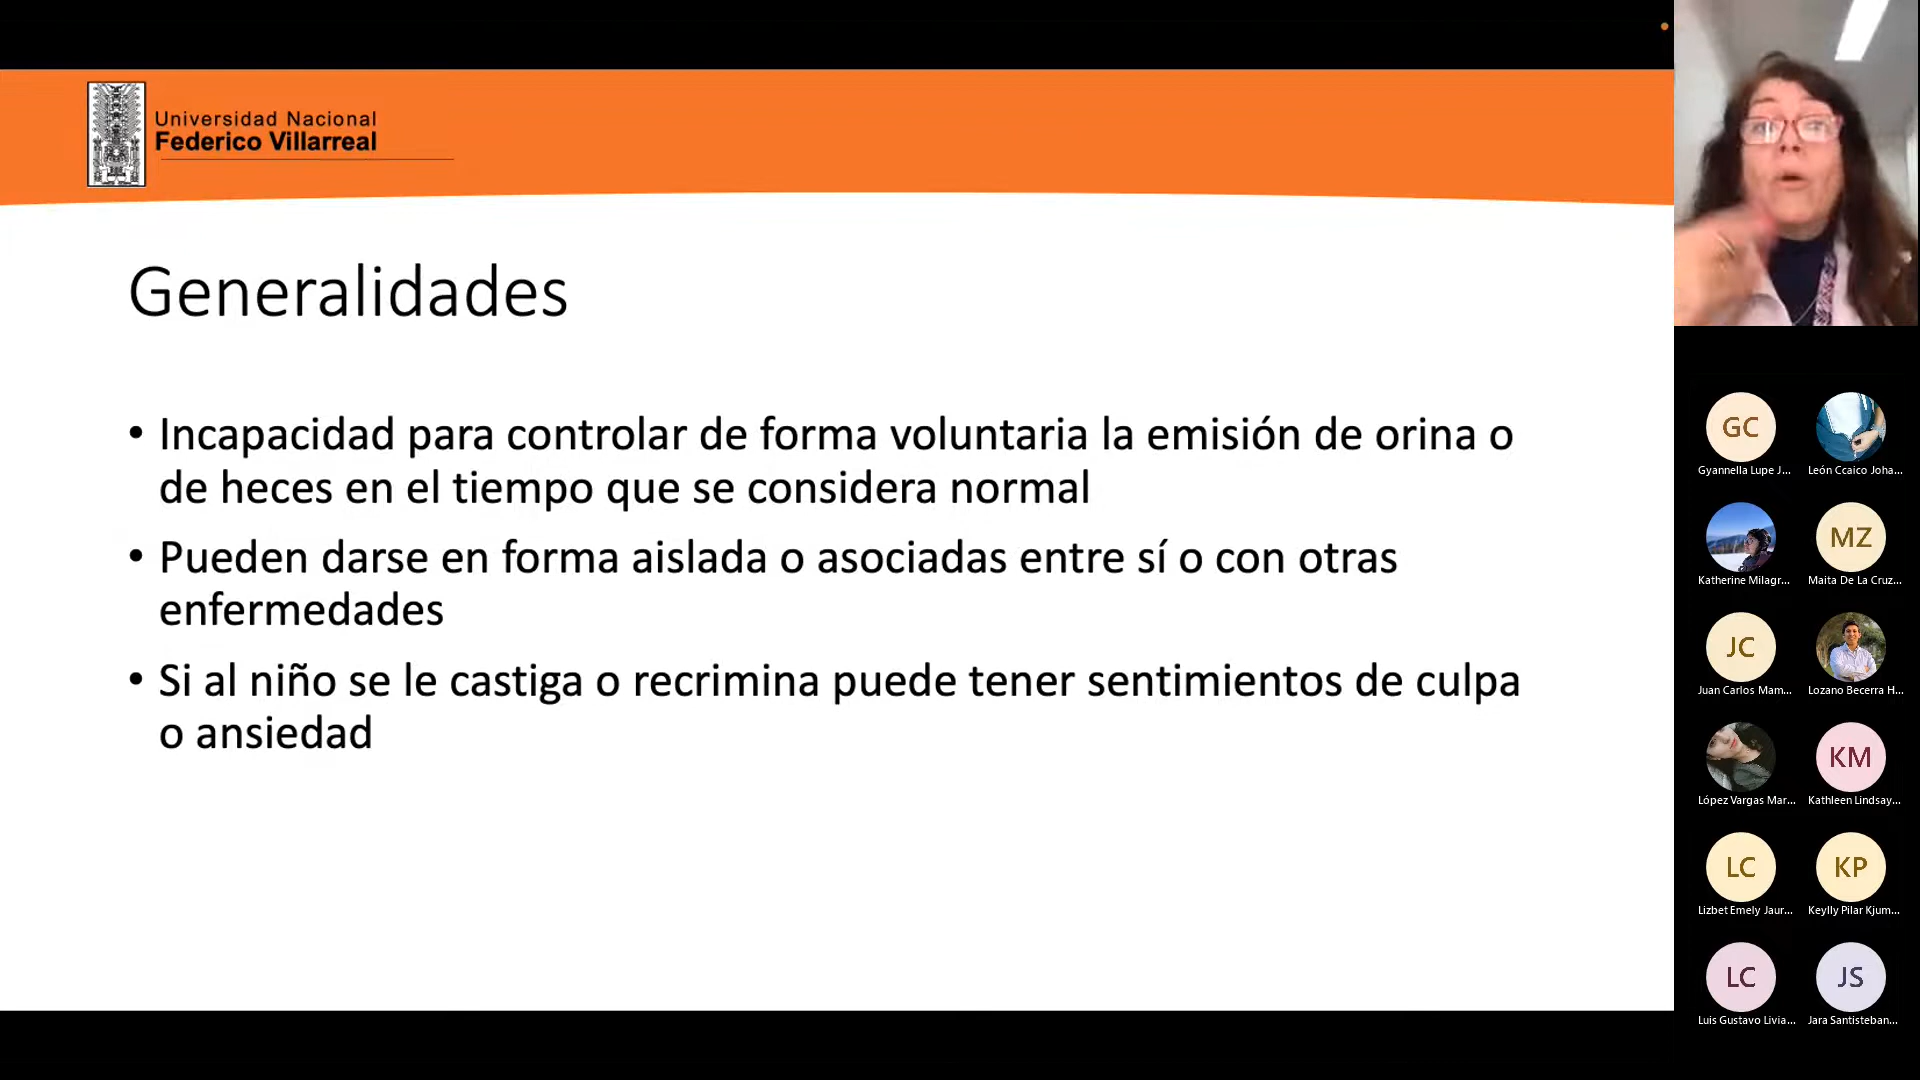 Universidad Nacional
Federico Villarreal
Generalidades
• Incapacidad para controlar de forma voluntaria la emisión de orina o
de heces en el tiempo que se considera normal
• Pueden darse en forma aislada o asociadas entre sí o con otras
enfermedades
• Si al niño se le castiga o recrimina puede tener sentimientos de culpa
o ansiedad
GC
Gyannella Lupe J...
León Ccaico Joha...
Katherine Milagr...
MZ
Maita De La Cruz...
JC
Juan Carlos Mam...
Lozano Becerra H...
López Vargas Mar...
KM
Kathleen Lindsay...
LC
Lizbet Emely Jaur...
KP
Keylly Pilar Kjum...
LC
Luis Gustavo Livia...
JS
Jara Santisteban...